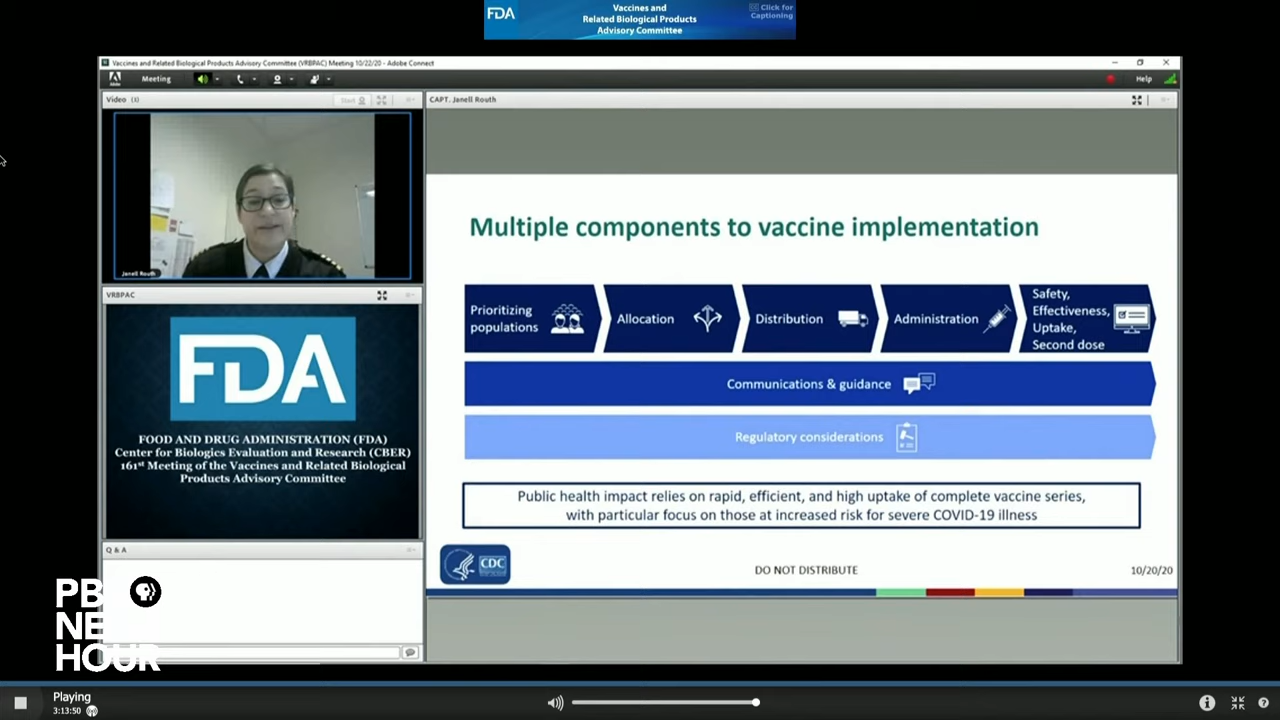 FDA
Vaccines and
Related Biological Products
Advisory Committee
CC Click for
Captioning
Vaccines and Related Biological Products Advisory Committee (VRBPAC) Meeting 10/22/20 - Adobe Connect
Adobe
Meeting
Help
Video (3)
Start
Janell Routh
CAPT. Janell Routh
Multiple components to vaccine implementation
Prioritizing
populations
Allocation
Distribution
Administration
Safety,
Effectiveness,
Uptake,
Second dose
Communications & guidance
Regulatory considerations
Public health impact relies on rapid, efficient, and high uptake of complete vaccine series,
with particular focus on those at increased risk for severe COVID-19 illness
CDC
DO NOT DISTRIBUTE
10/20/20
VRBPAC
FDA
FOOD AND DRUG ADMINISTRATION (FDA)
Center for Biologics Evaluation and Research (CBER)
161st Meeting of the Vaccines and Related Biological
Products Advisory Committee
Q & A
HOUR
Playing
3:13:50